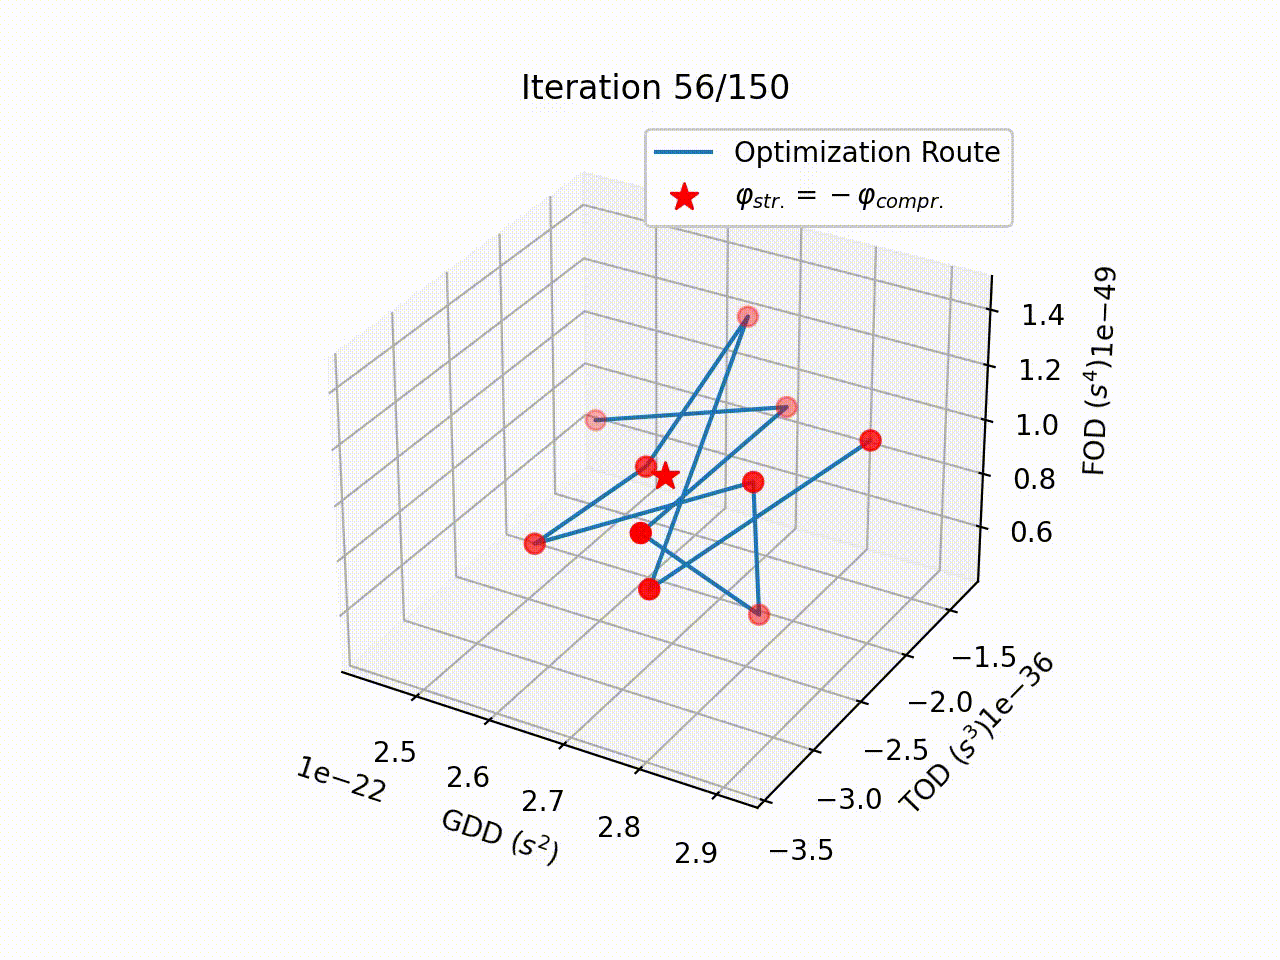 Iteration 56/150
Optimization Route
φstr. = −φcompr.
1.4
1.2
1.0
0.8
0.6
FOD (s⁴)1e−49
−1.5
−2.0
−2.5
−3.0
−3.5
TOD (s³)1e−36
2.5
2.6
2.7
2.8
2.9
1e−22
GDD (s²)